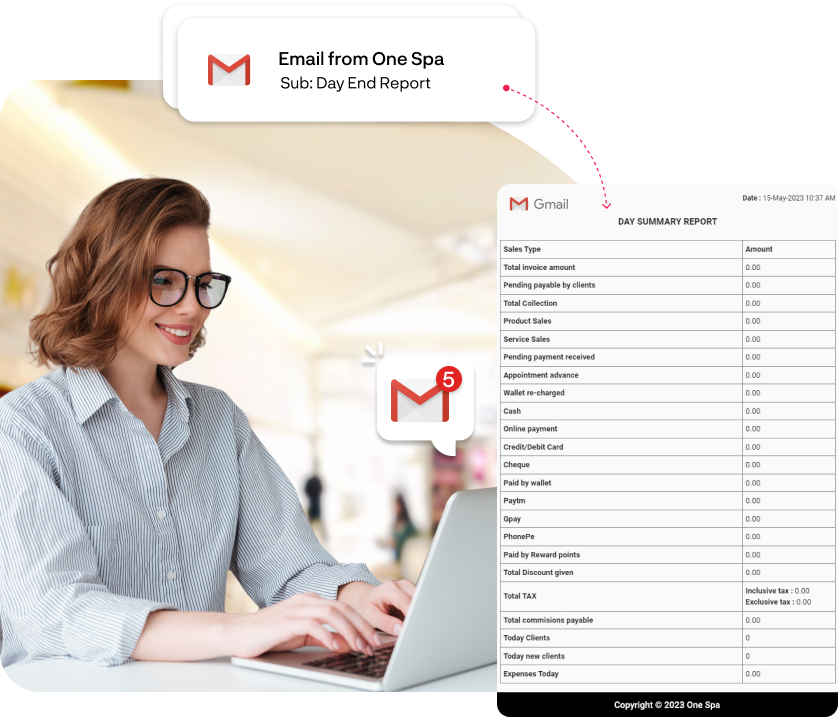 Email from One Spa
Sub: Day End Report
Gmail
Date : 15-May-2023 10:37 AM
DAY SUMMARY REPORT
Sales Type Amount
Total invoice amount 0.00
Pending payable by clients 0.00
Total Collection 0.00
Product Sales 0.00
Service Sales 0.00
Pending payment received 0.00
Appointment advance 0.00
Wallet re-charged 0.00
Cash 0.00
Online payment 0.00
Credit/Debit Card 0.00
Cheque 0.00
Paid by wallet 0.00
Paytm 0.00
Gpay 0.00
PhonePe 0.00
Paid by Reward points 0.00
Total Discount given 0.00
Total TAX Inclusive tax : 0.00
Exclusive tax : 0.00
Total commisions payable 0.00
Today Clients 0
Today new clients 0
Expenses Today 0.00
Copyright © 2023 One Spa
5